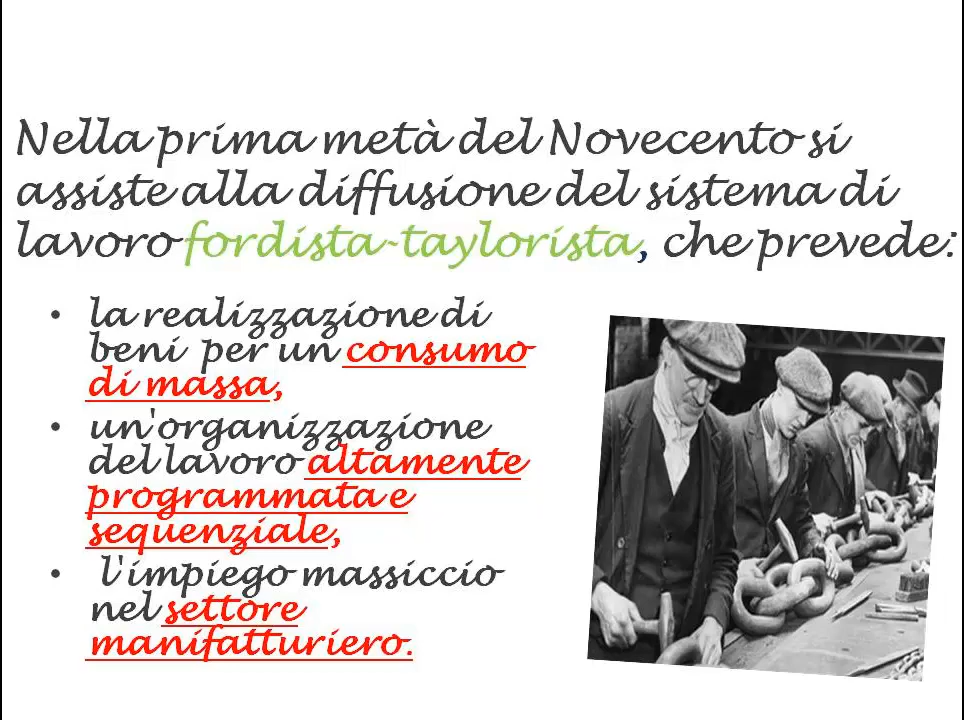 Nella prima metà del Novecento si
assiste alla diffusione del sistema di
lavoro fordista-taylorista, che prevede:
• la realizzazione di
beni per un consumo
di massa,
• un'organizzazione
del lavoro altamente
programmata e
sequenziale,
• l'impiego massiccio
nel settore
manifatturiero.